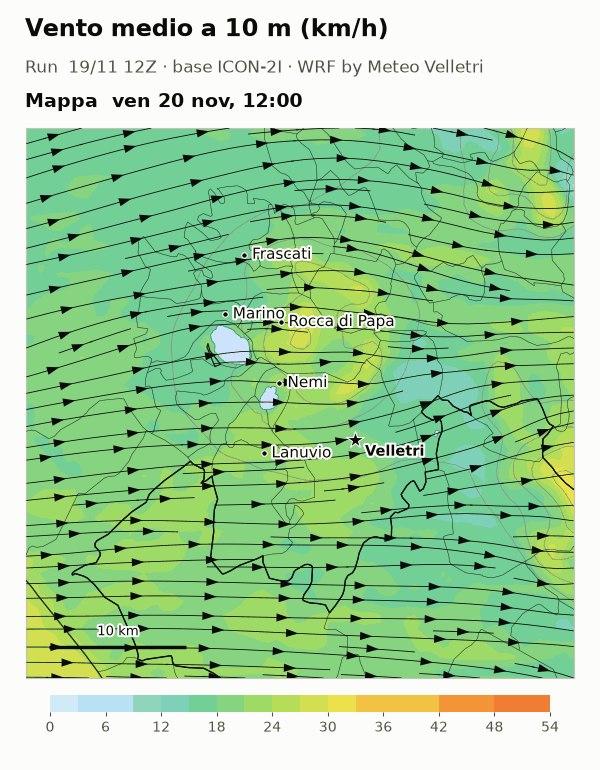 Vento medio a 10 m (km/h)
Run  19/11 12Z · base ICON-2I · WRF by Meteo Velletri
Mappa  ven 20 nov, 12:00
Frascati
Marino
Rocca di Papa
Nemi
Velletri
Lanuvio
10 km
0 6 12 18 24 30 36 42 48 54